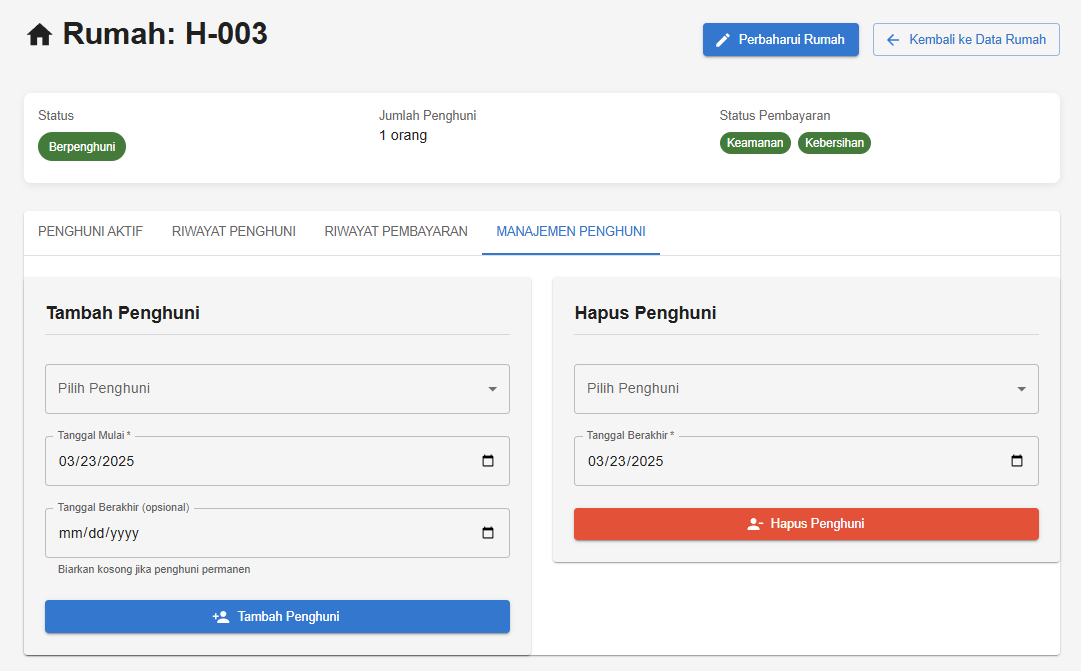 Rumah: H-003
Perbaharui Rumah
Kembali ke Data Rumah
Status
Jumlah Penghuni
Status Pembayaran
Berpenghuni
1 orang
Keamanan
Kebersihan
PENGHUNI AKTIF
RIWAYAT PENGHUNI
RIWAYAT PEMBAYARAN
MANAJEMEN PENGHUNI
Tambah Penghuni
Pilih Penghuni
Tanggal Mulai *
03/23/2025
Tanggal Berakhir (opsional)
mm/dd/yyyy
Biarkan kosong jika penghuni permanen
Tambah Penghuni
Hapus Penghuni
Pilih Penghuni
Tanggal Berakhir *
03/23/2025
Hapus Penghuni